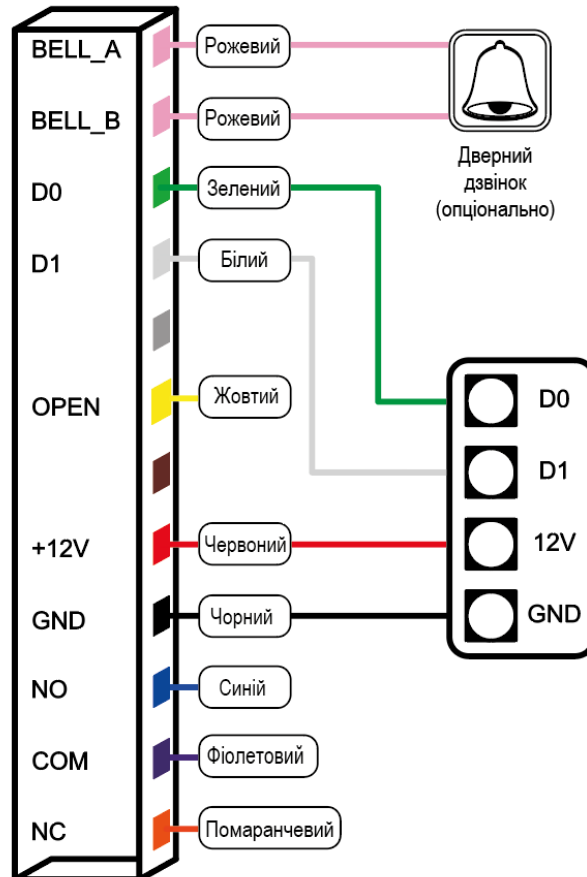 BELL_A
Рожевий
BELL_B
Рожевий
Дверний
дзвінок
(опціонально)
D0
Зелений
D1
Білий
OPEN
Жовтий
D0
D1
+12V
Червоний
12V
GND
Чорний
GND
NO
Синій
COM
Фіолетовий
NC
Помаранчевий